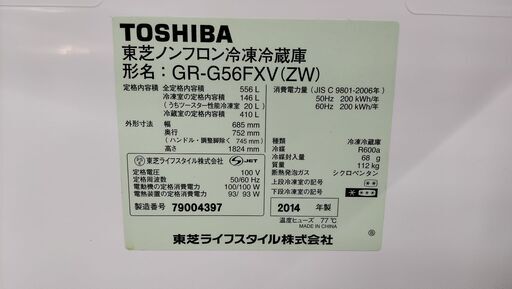 TOSHIBA
東芝ノンフロン冷凍冷蔵庫
形名：GR-G56FXV(ZW)
定格内容積 全定格内容積 556 L
冷凍室の定格内容積 146 L
(うちツースター性能冷凍室 20 L)
冷蔵室の定格内容積 410 L
外形寸法 幅 685 mm
奥行 752 mm
(ハンドル・調整脚除く 745 mm)
高さ 1824 mm
消費電力量 (JIS C 9801-2006年)
50Hz 200 kWh/年
60Hz 200 kWh/年
種類 冷凍冷蔵庫
冷媒 R600a
冷媒封入量 68 g
質量 112 kg
断熱発泡ガス シクロペンタン
上段冷凍室の記号 **
下段冷凍室の記号 ****
東芝ライフスタイル株式会社 JET
定格電圧 100 V
定格周波数 50/60 Hz
電動機の定格消費電力 100/100 W
電熱装置の定格消費電力 93/ 93 W
製造番号 79004397
2014 年製
温度ヒューズ 77℃
MADE IN CHINA
東芝ライフスタイル株式会社